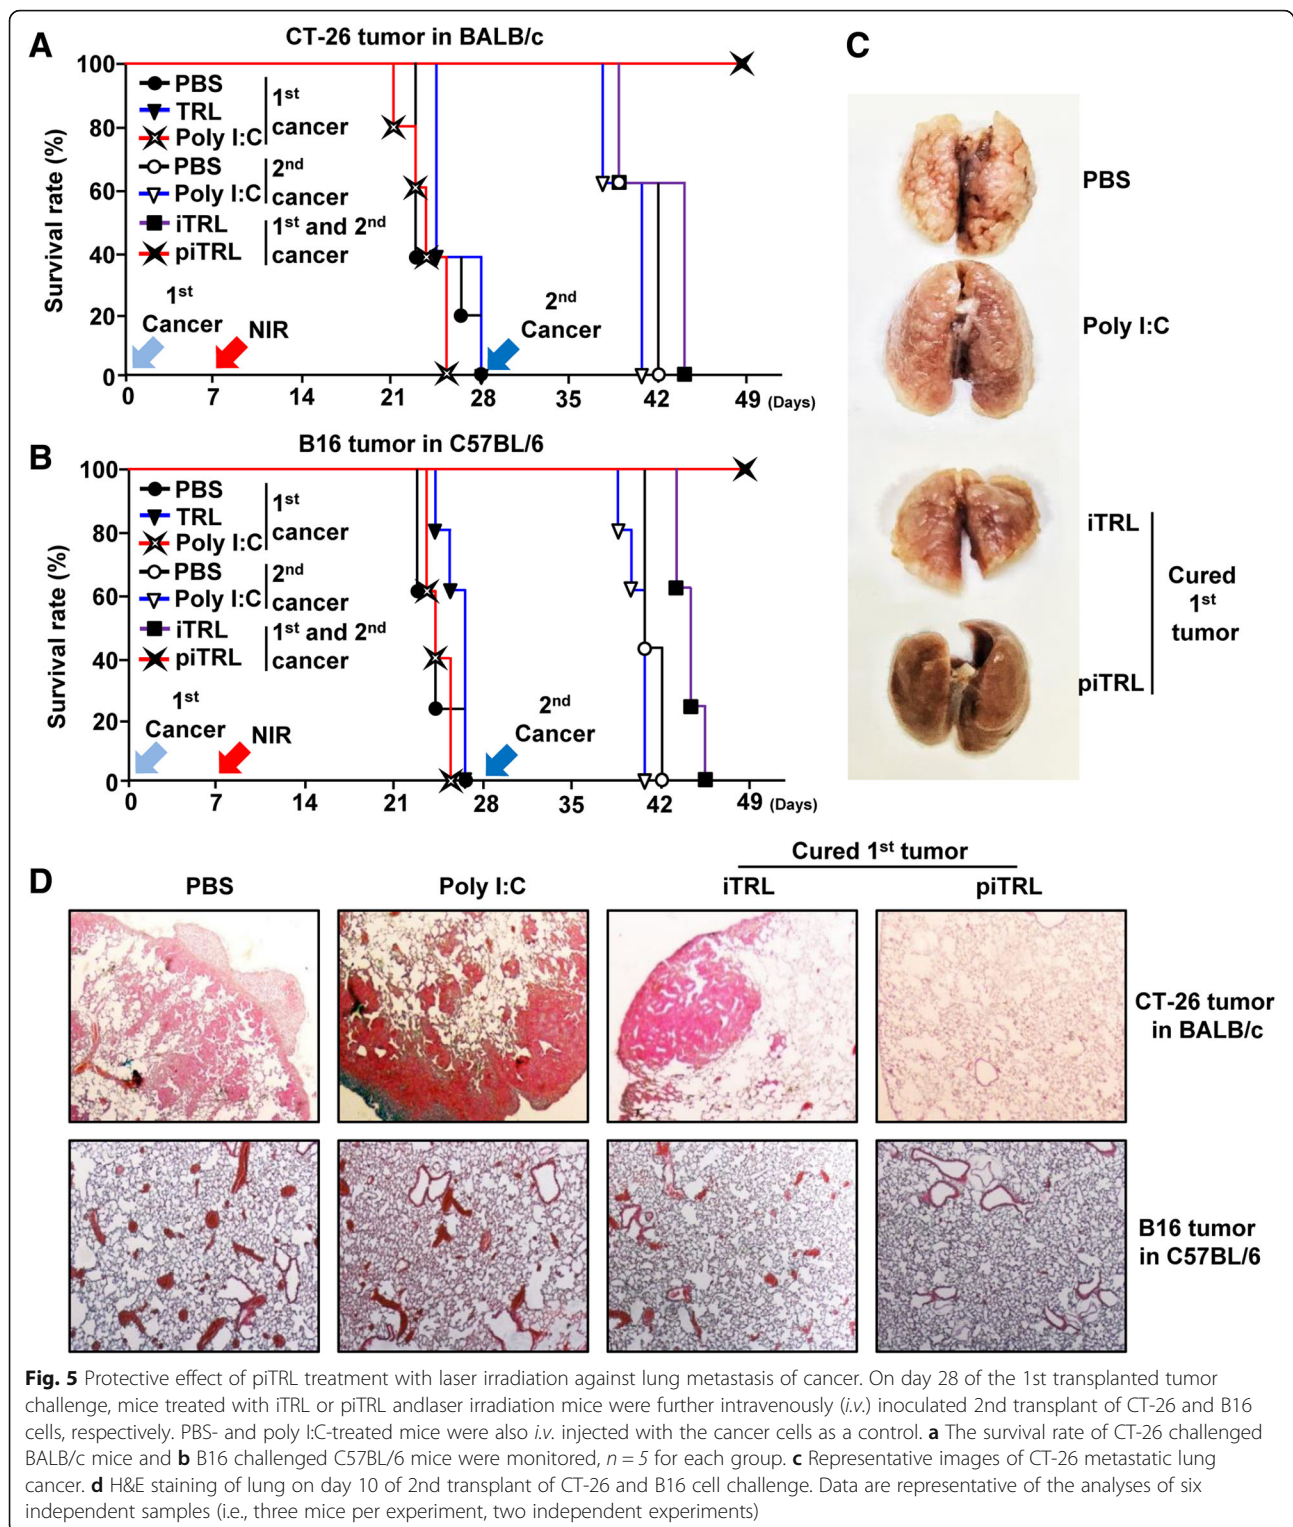 A
CT-26 tumor in BALB/c
Survival rate (%)
100
80
60
40
20
0
PBS
TRL
Poly I:C
1st
cancer
PBS
Poly I:C
2nd
cancer
iTRL
piTRL
1st and 2nd
cancer
1st
Cancer
NIR
2nd
Cancer
0 7 14 21 28 35 42 49 (Days)
B
B16 tumor in C57BL/6
Survival rate (%)
100
80
60
40
20
0
PBS
TRL
Poly I:C
1st
cancer
PBS
Poly I:C
2nd
cancer
iTRL
piTRL
1st and 2nd
cancer
1st
Cancer
NIR
2nd
Cancer
0 7 14 21 28 35 42 49 (Days)
C
PBS
Poly I:C
iTRL
piTRL
Cured
1st
tumor
D
Cured 1st tumor
PBS Poly I:C iTRL piTRL
CT-26 tumor
in BALB/c
B16 tumor
in C57BL/6
Fig. 5 Protective effect of piTRL treatment with laser irradiation against lung metastasis of cancer. On day 28 of the 1st transplanted tumor
challenge, mice treated with iTRL or piTRL andlaser irradiation mice were further intravenously (i.v.) inoculated 2nd transplant of CT-26 and B16
cells, respectively. PBS- and poly I:C-treated mice were also i.v. injected with the cancer cells as a control. a The survival rate of CT-26 challenged
BALB/c mice and b B16 challenged C57BL/6 mice were monitored, n = 5 for each group. c Representative images of CT-26 metastatic lung
cancer. d H&E staining of lung on day 10 of 2nd transplant of CT-26 and B16 cell challenge. Data are representative of the analyses of six
independent samples (i.e., three mice per experiment, two independent experiments)